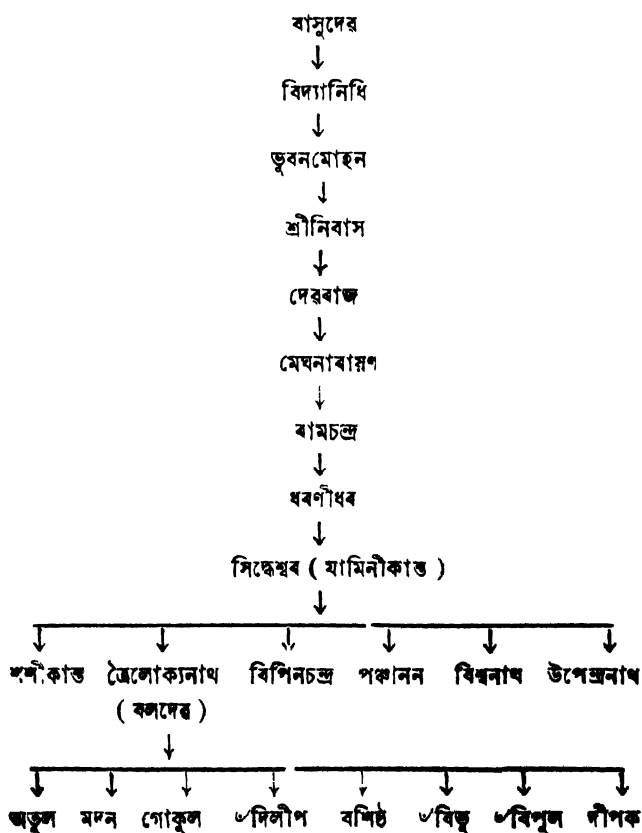 বাসুদেৱ
বিদ্যানিধি
ভুবনমোহন
শ্রীনিবাস
দেৱৰাজ
মেঘনাৰায়ণ
ৰামচন্দ্ৰ
ধৰণীধৰ
সিদ্ধেশ্বৰ ( যামিনীকান্ত )
শশীকান্ত ত্ৰৈলোক্যনাথ বিপিনচন্দ্ৰ পঞ্চানন বিশ্বনাথ উপেন্দ্ৰনাথ
( বলদেৱ )
অতুল মদন গোকুল ৺দিলীপ বশিষ্ঠ ৺বিভূ ৺বিপুল দীপক